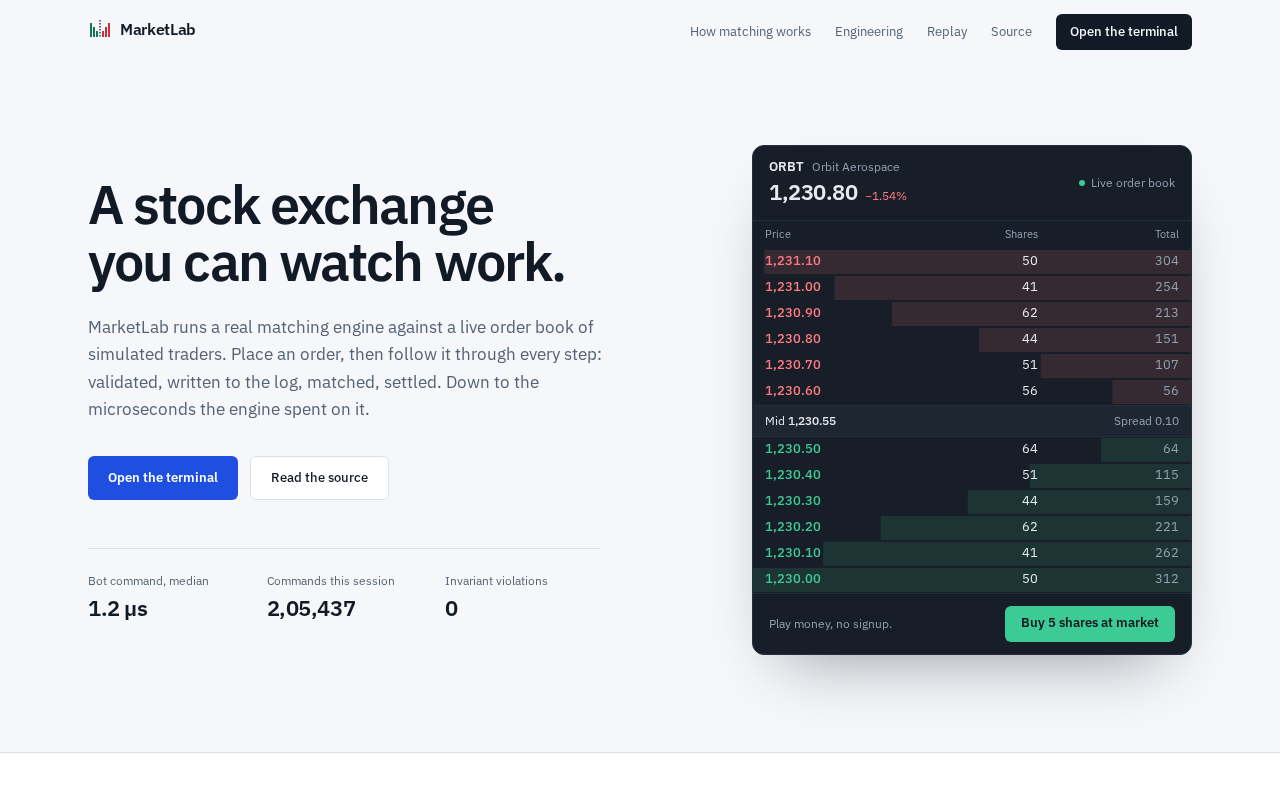 MarketLab
How matching works Engineering Replay Source Open the terminal
A stock exchange
you can watch work.
MarketLab runs a real matching engine against a live order book of
simulated traders. Place an order, then follow it through every step:
validated, written to the log, matched, settled. Down to the
microseconds the engine spent on it.
Open the terminal Read the source
Bot command, median Commands this session Invariant violations
1.2 µs 2,05,437 0
ORBT Orbit Aerospace
1,230.80 −1.54%
Live order book
Price Shares Total
1,231.10 50 304
1,231.00 41 254
1,230.90 62 213
1,230.80 44 151
1,230.70 51 107
1,230.60 56 56
Mid 1,230.55 Spread 0.10
1,230.50 64 64
1,230.40 51 115
1,230.30 44 159
1,230.20 62 221
1,230.10 41 262
1,230.00 50 312
Play money, no signup. Buy 5 shares at market